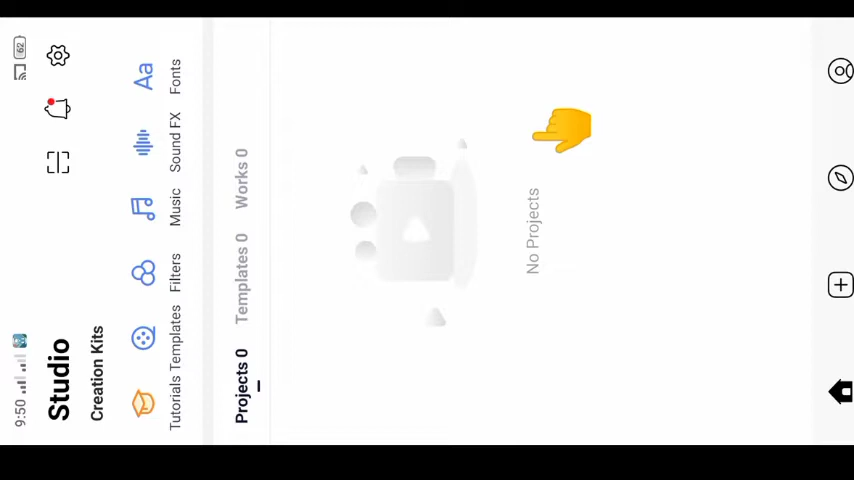 9:50
62
Studio
Creation Kits
Tutorials Templates Filters Music Sound FX Fonts
Projects 0 Templates 0 Works 0
No Projects